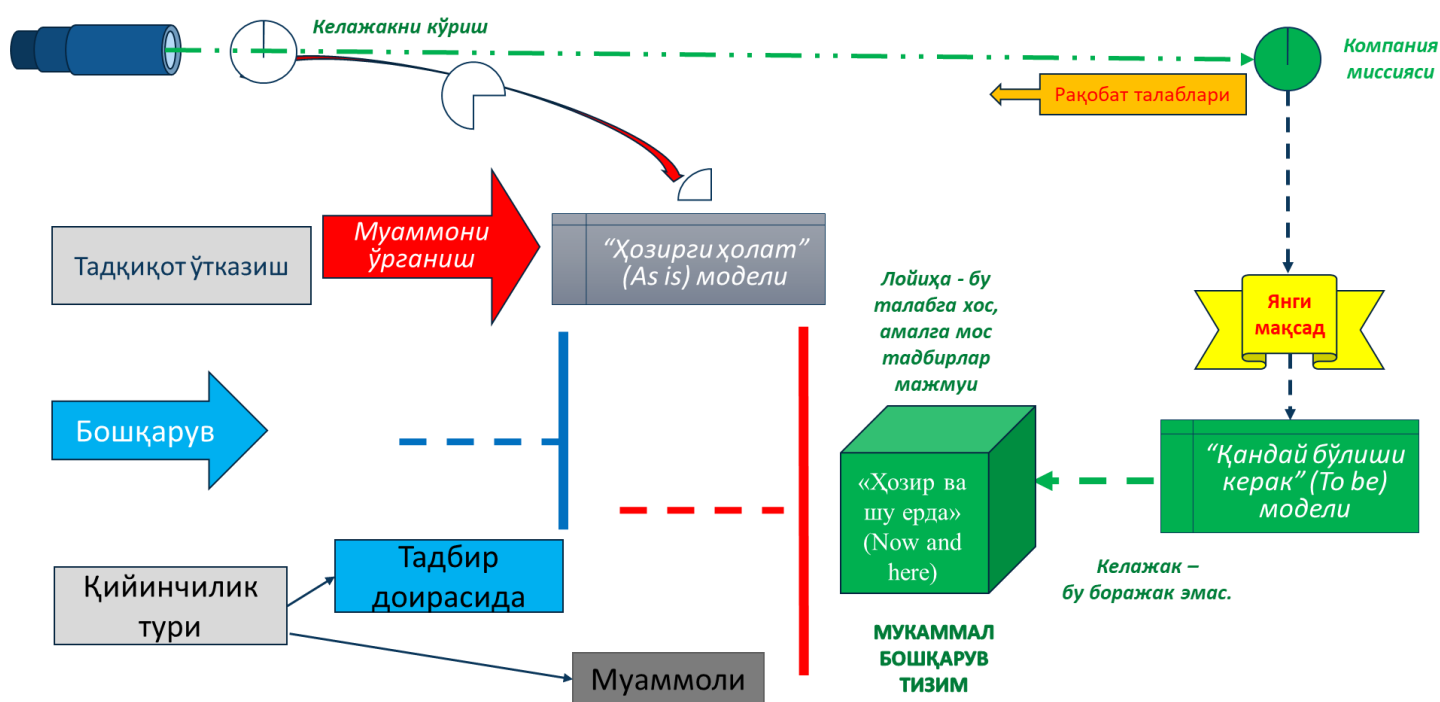 Келажакни кўриш
Компания
миссияси
Рақобат талаблари
Тадқиқот ўтказиш
Муаммони
ўрганиш
“Ҳозирги ҳолат”
(As is) модели
Лойиҳа - бу
талабга хос,
амалга мос
тадбирлар
мажмуи
Янги
мақсад
Бошқарув
«Ҳозир ва
шу ерда»
(Now and
here)
“Қандай бўлиши
керак” (To be)
модели
Қийинчилик
тури
Тадбир
доирасида
Келажак –
бу боражак эмас.
МУКАММАЛ
БОШҚАРУВ
ТИЗИМ
Муаммоли